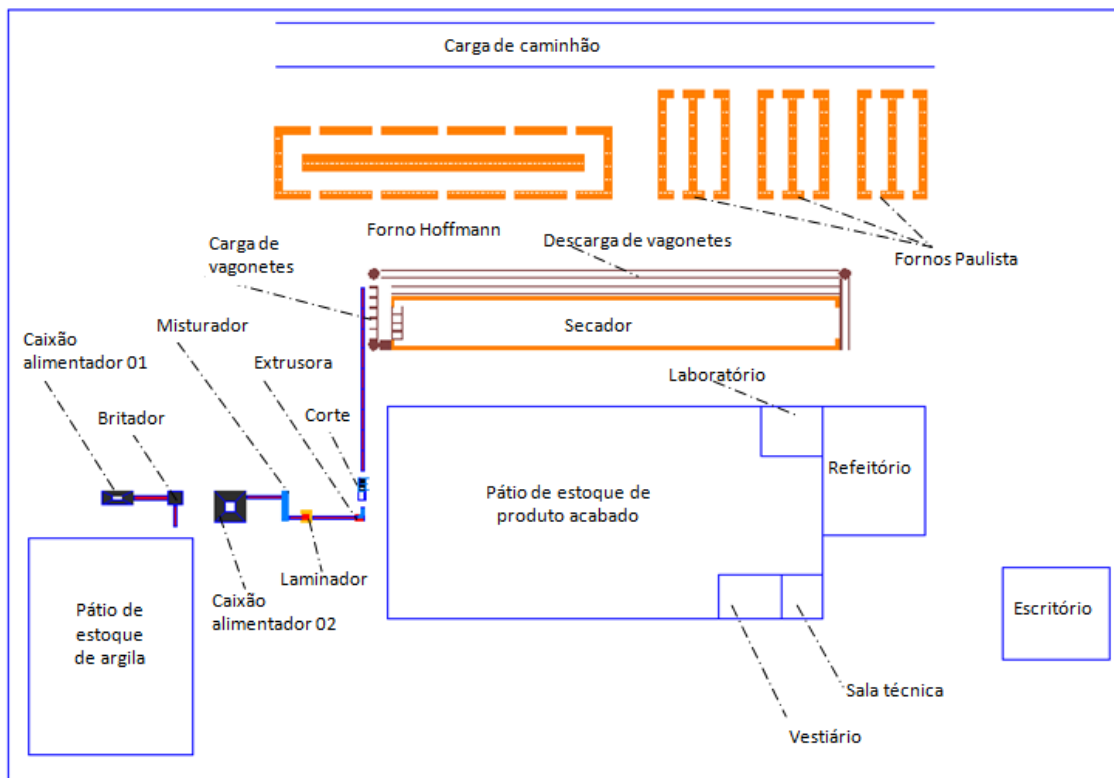 Carga de caminhão
Forno Hoffmann
Carga de
vagonetes
Descarga de vagonetes
Fornos Paulista
Secador
Misturador
Caixão
alimentador 01
Extrusora
Laboratório
Britador
Corte
Refeitório
Pátio de estoque de
produto acabado
Laminador
Caixão
alimentador 02
Pátio de
estoque
de argila
Escritório
Sala técnica
Vestiário